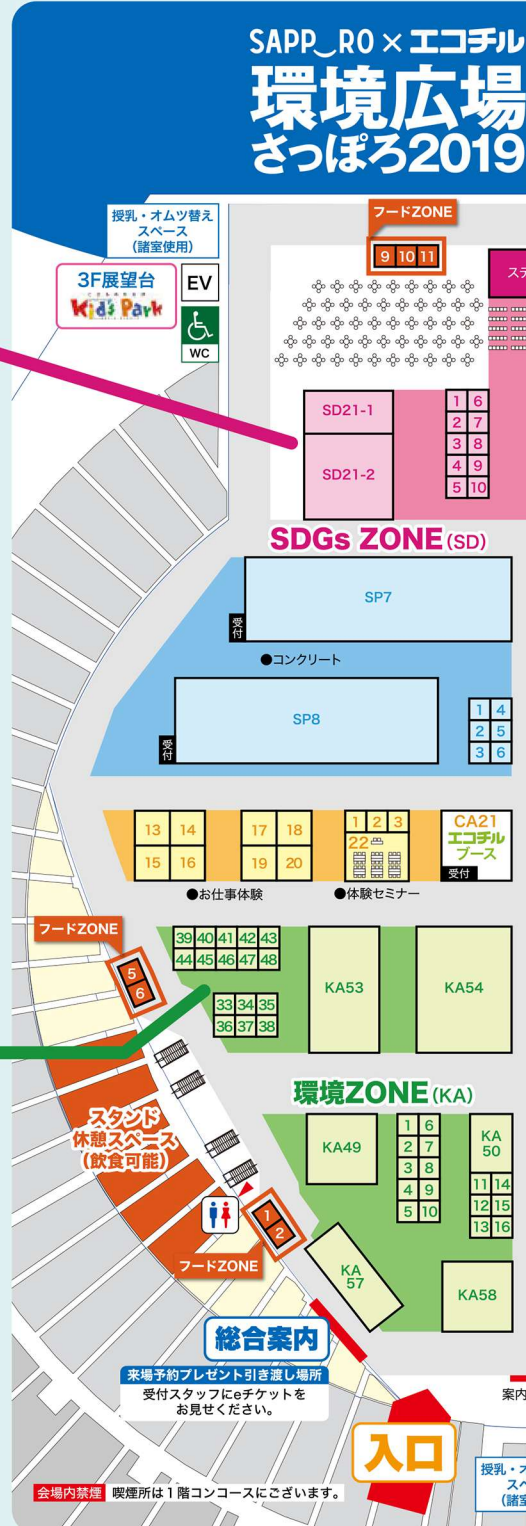 SAPP_RO×エコチル
環境広場
さっぽろ2019
授乳・オムツ替え
スペース
(諸室使用)
フードZONE
9 10 11
3F展望台
Kid's Park
EV
WC
SD21-1
SD21-2
1 6
2 7
3 8
4 9
5 10
SDGs ZONE(SD)
SP7
受付
●コンクリート
SP8
受付
1 4
2 5
3 6
13 14
15 16
17 18
19 20
1 2 3
22
CA21
エコチル
ブース
受付
●お仕事体験
●体験セミナー
フードZONE
5
6
39 40 41 42 43
44 45 46 47 48
33 34 35
36 37 38
KA53
KA54
環境ZONE(KA)
スタンド
休憩スペース
(飲食可能)
KA49
1 6
2 7
3 8
4 9
5 10
KA
50
11 14
12 15
13 16
1
2
フードZONE
KA
57
KA58
総合案内
来場予約プレゼント引き渡し場所
受付スタッフにeチケットを
お見せください。
案内
入口
会場内禁煙 喫煙所は1階コンコースにございます。